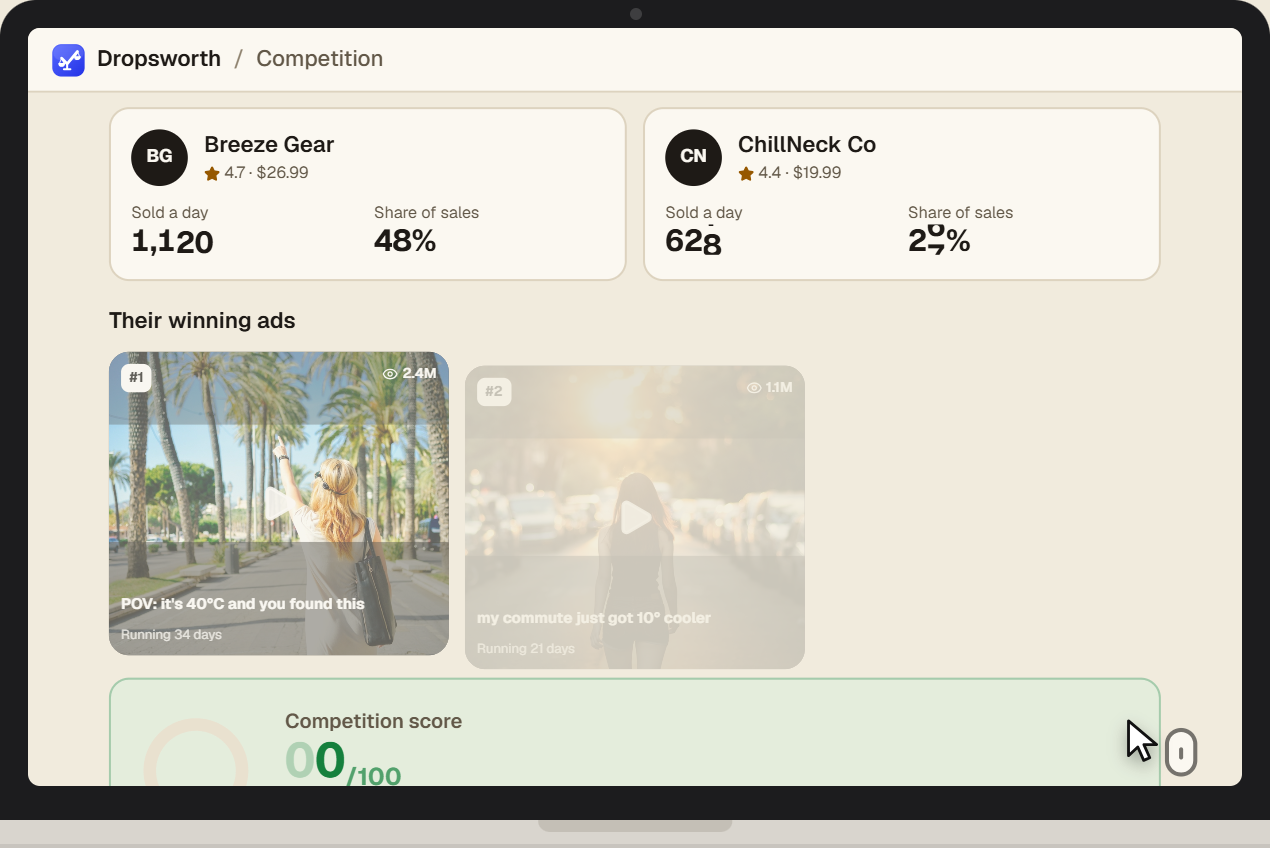 Dropsworth / Competition
BG
Breeze Gear
4.7 · $26.99
Sold a day
Share of sales
1,120
48%
CN
ChillNeck Co
4.4 · $19.99
Sold a day
Share of sales
628
Their winning ads
#1
2.4M
POV: it's 40°C and you found this
Running 34 days
#2
1.1M
my commute just got 10° cooler
Running 21 days
Competition score
00/100